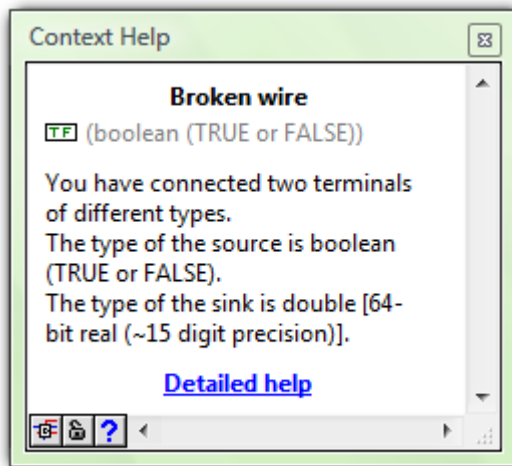 Context Help
Broken wire
TF (boolean (TRUE or FALSE))
You have connected two terminals
of different types.
The type of the source is boolean
(TRUE or FALSE).
The type of the sink is double [64-
bit real (~15 digit precision)].
Detailed help
?